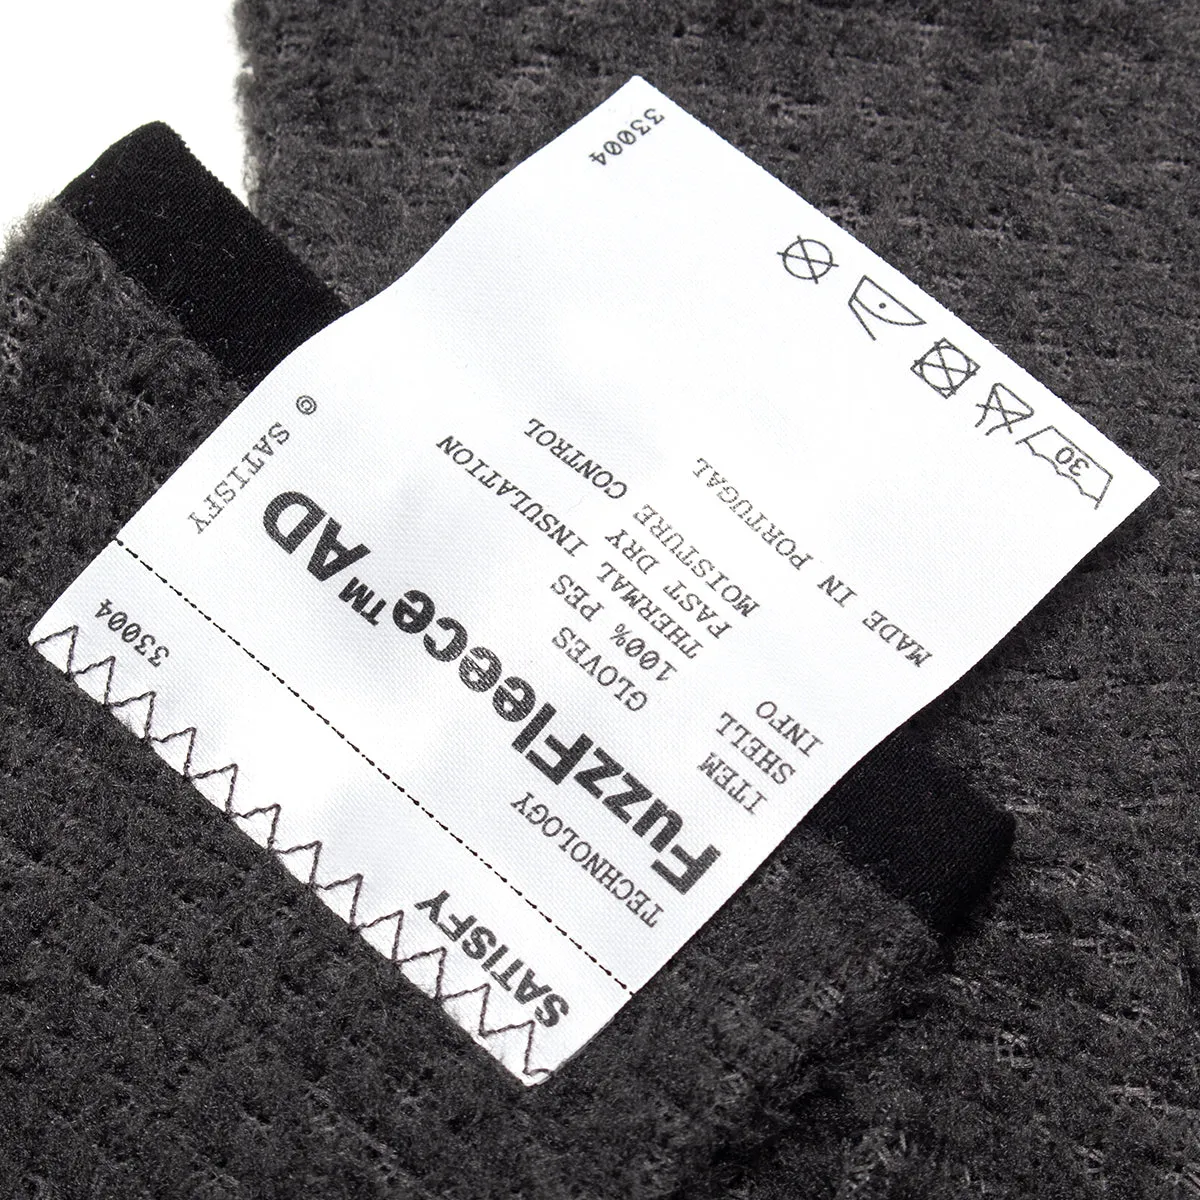 SATISFY 33004
TECHNOLOGY © SATISFY
FuzzFleece™AD
ITEM GLOVES
SHELL 100% PES
INFO THERMAL INSULATION
FAST DRY
MOISTURE CONTROL
MADE IN PORTUGAL
30
33004